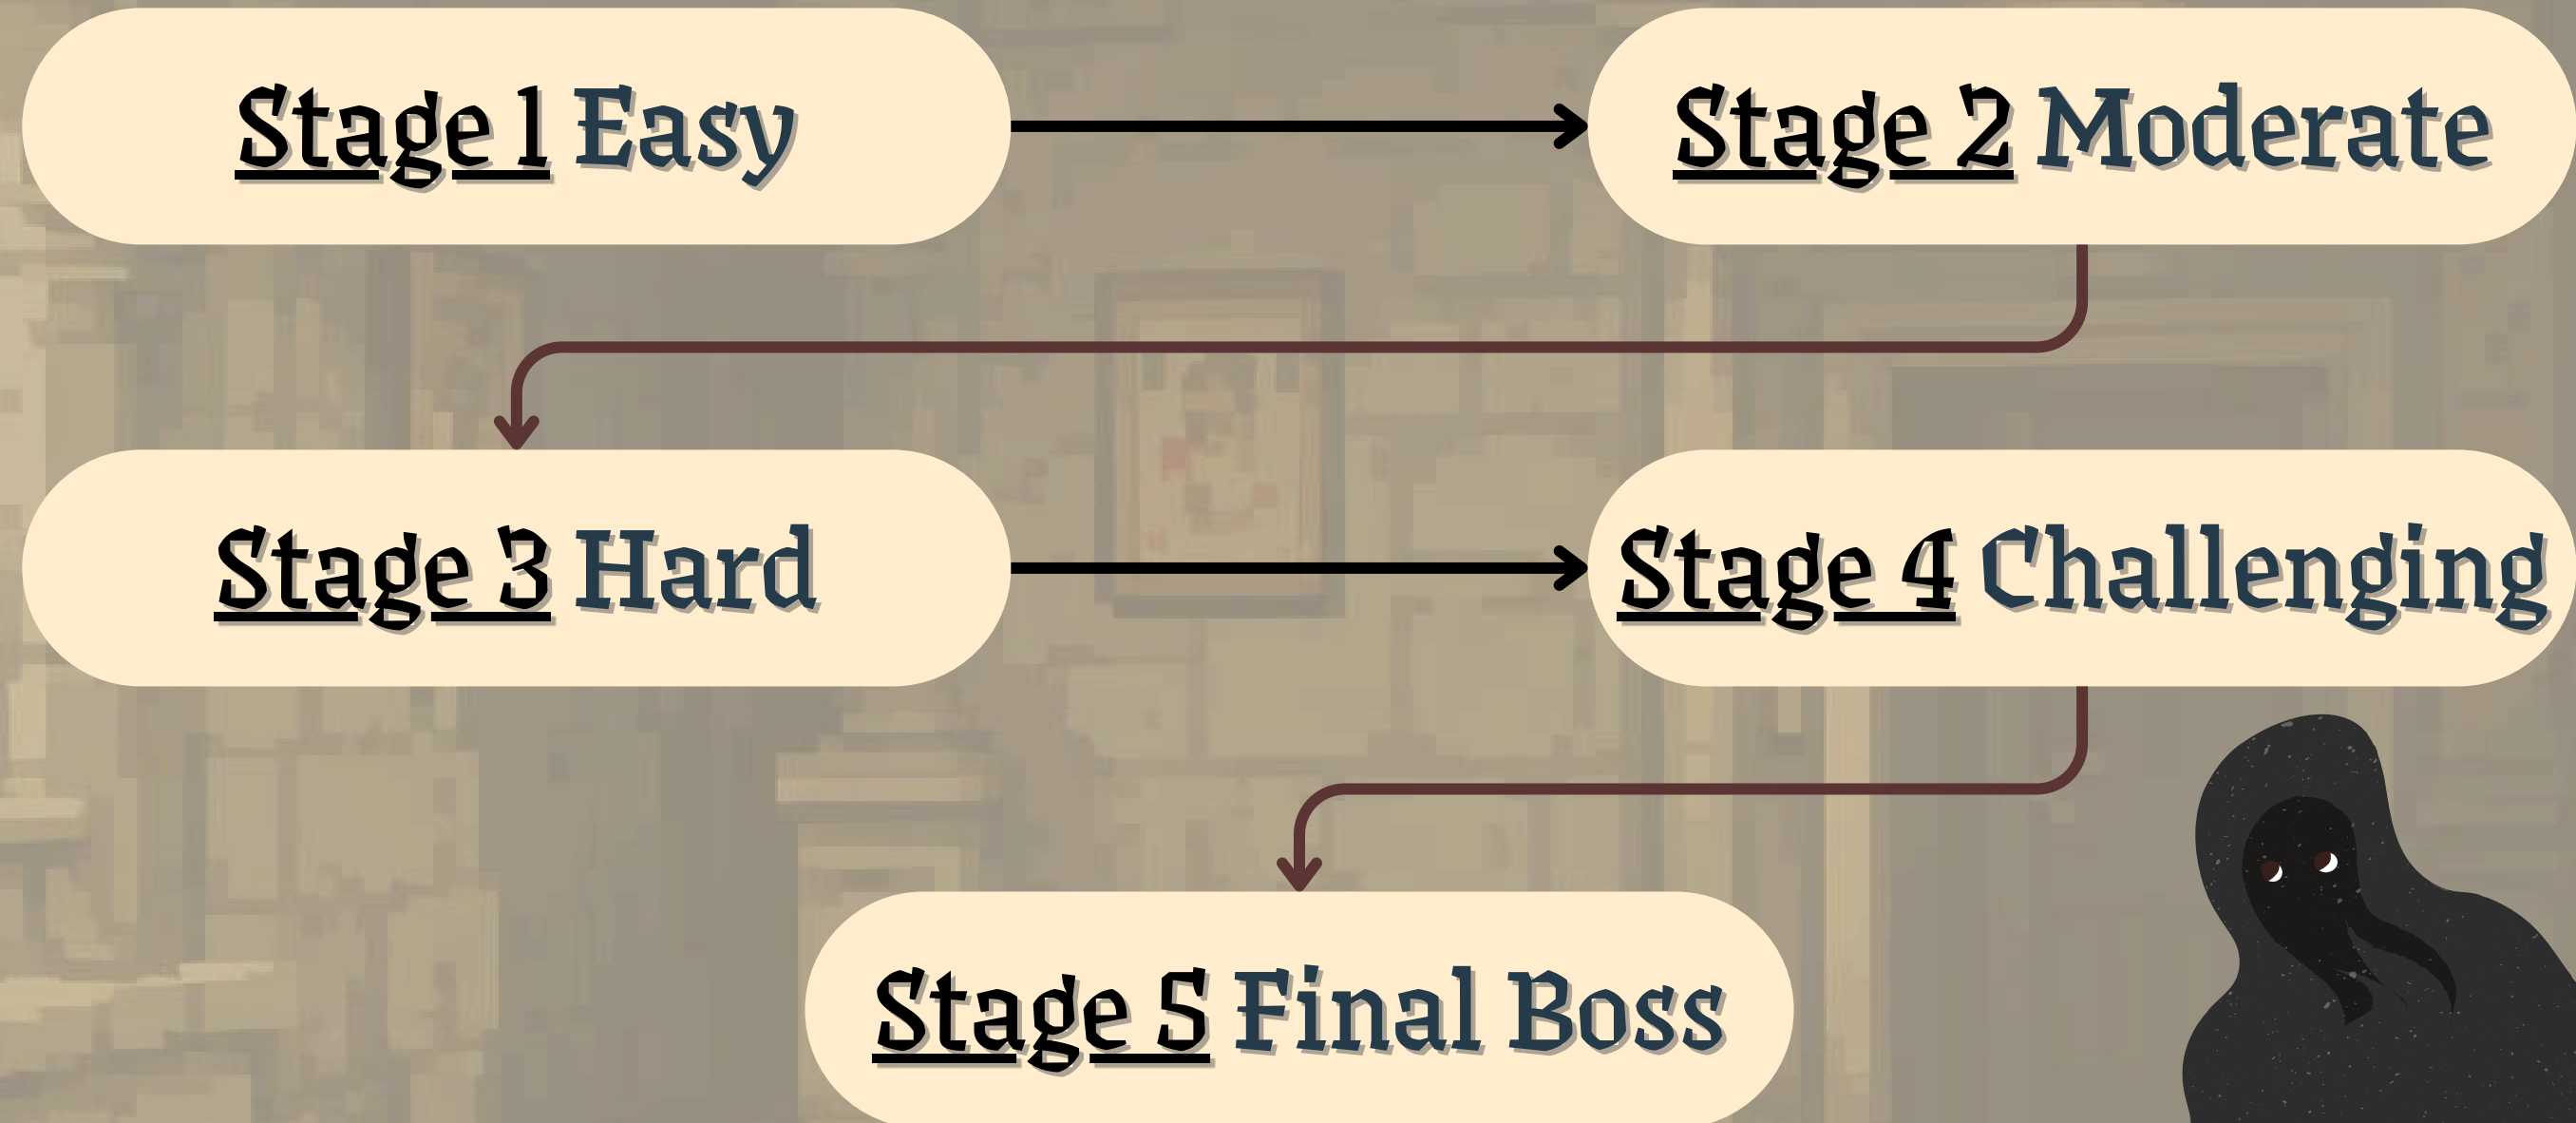 Stage 1 Easy
Stage 2 Moderate
Stage 3 Hard
Stage 4 Challenging
Stage 5 Final Boss